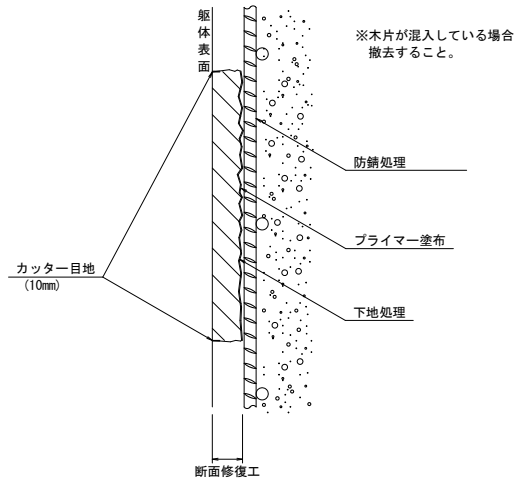 躯体表面
※木片が混入している場合
撤去すること。
防錆処理
プライマー塗布
カッター目地
(10mm)
下地処理
断面修復工